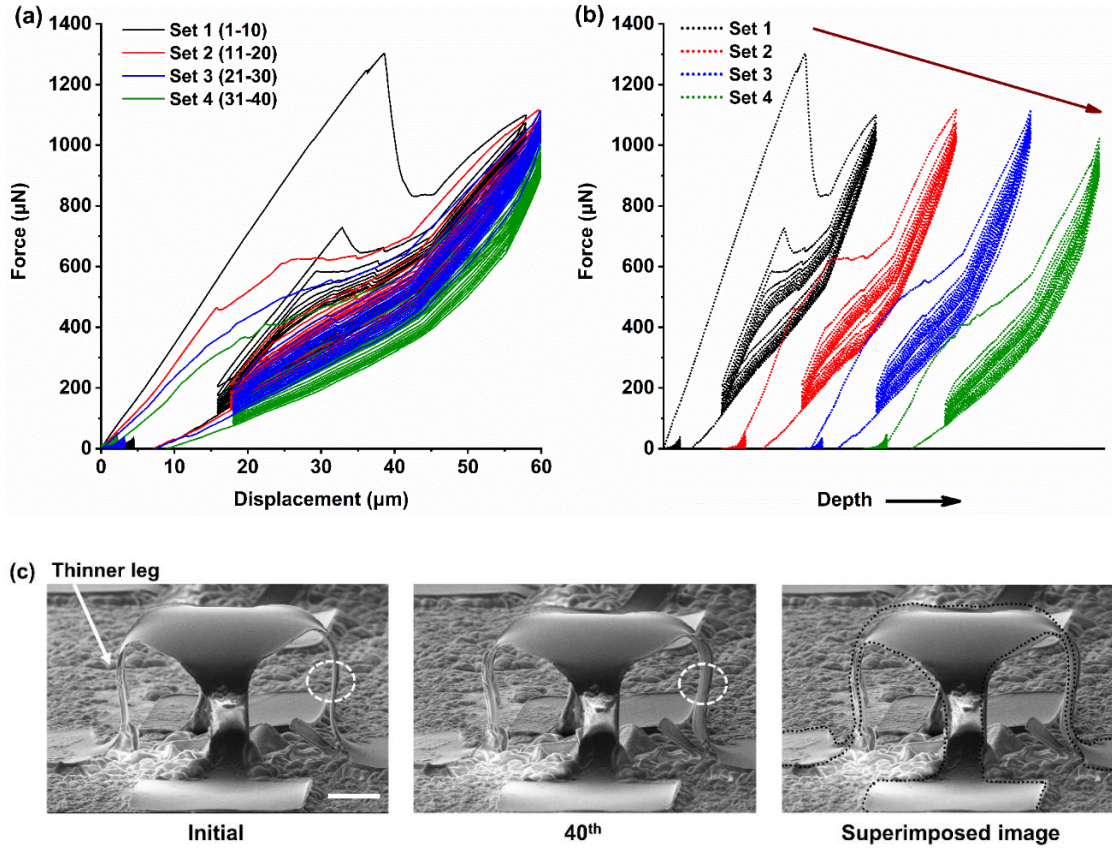 (a)
1400
1200
1000
800
600
400
200
0
Force (µN)
Set 1 (1-10)
Set 2 (11-20)
Set 3 (21-30)
Set 4 (31-40)
0 10 20 30 40 50 60
Displacement (µm)
(b)
1400
1200
1000
800
600
400
200
0
Force (µN)
Set 1
Set 2
Set 3
Set 4
Depth
(c)
Thinner leg
Initial
40th
Superimposed image